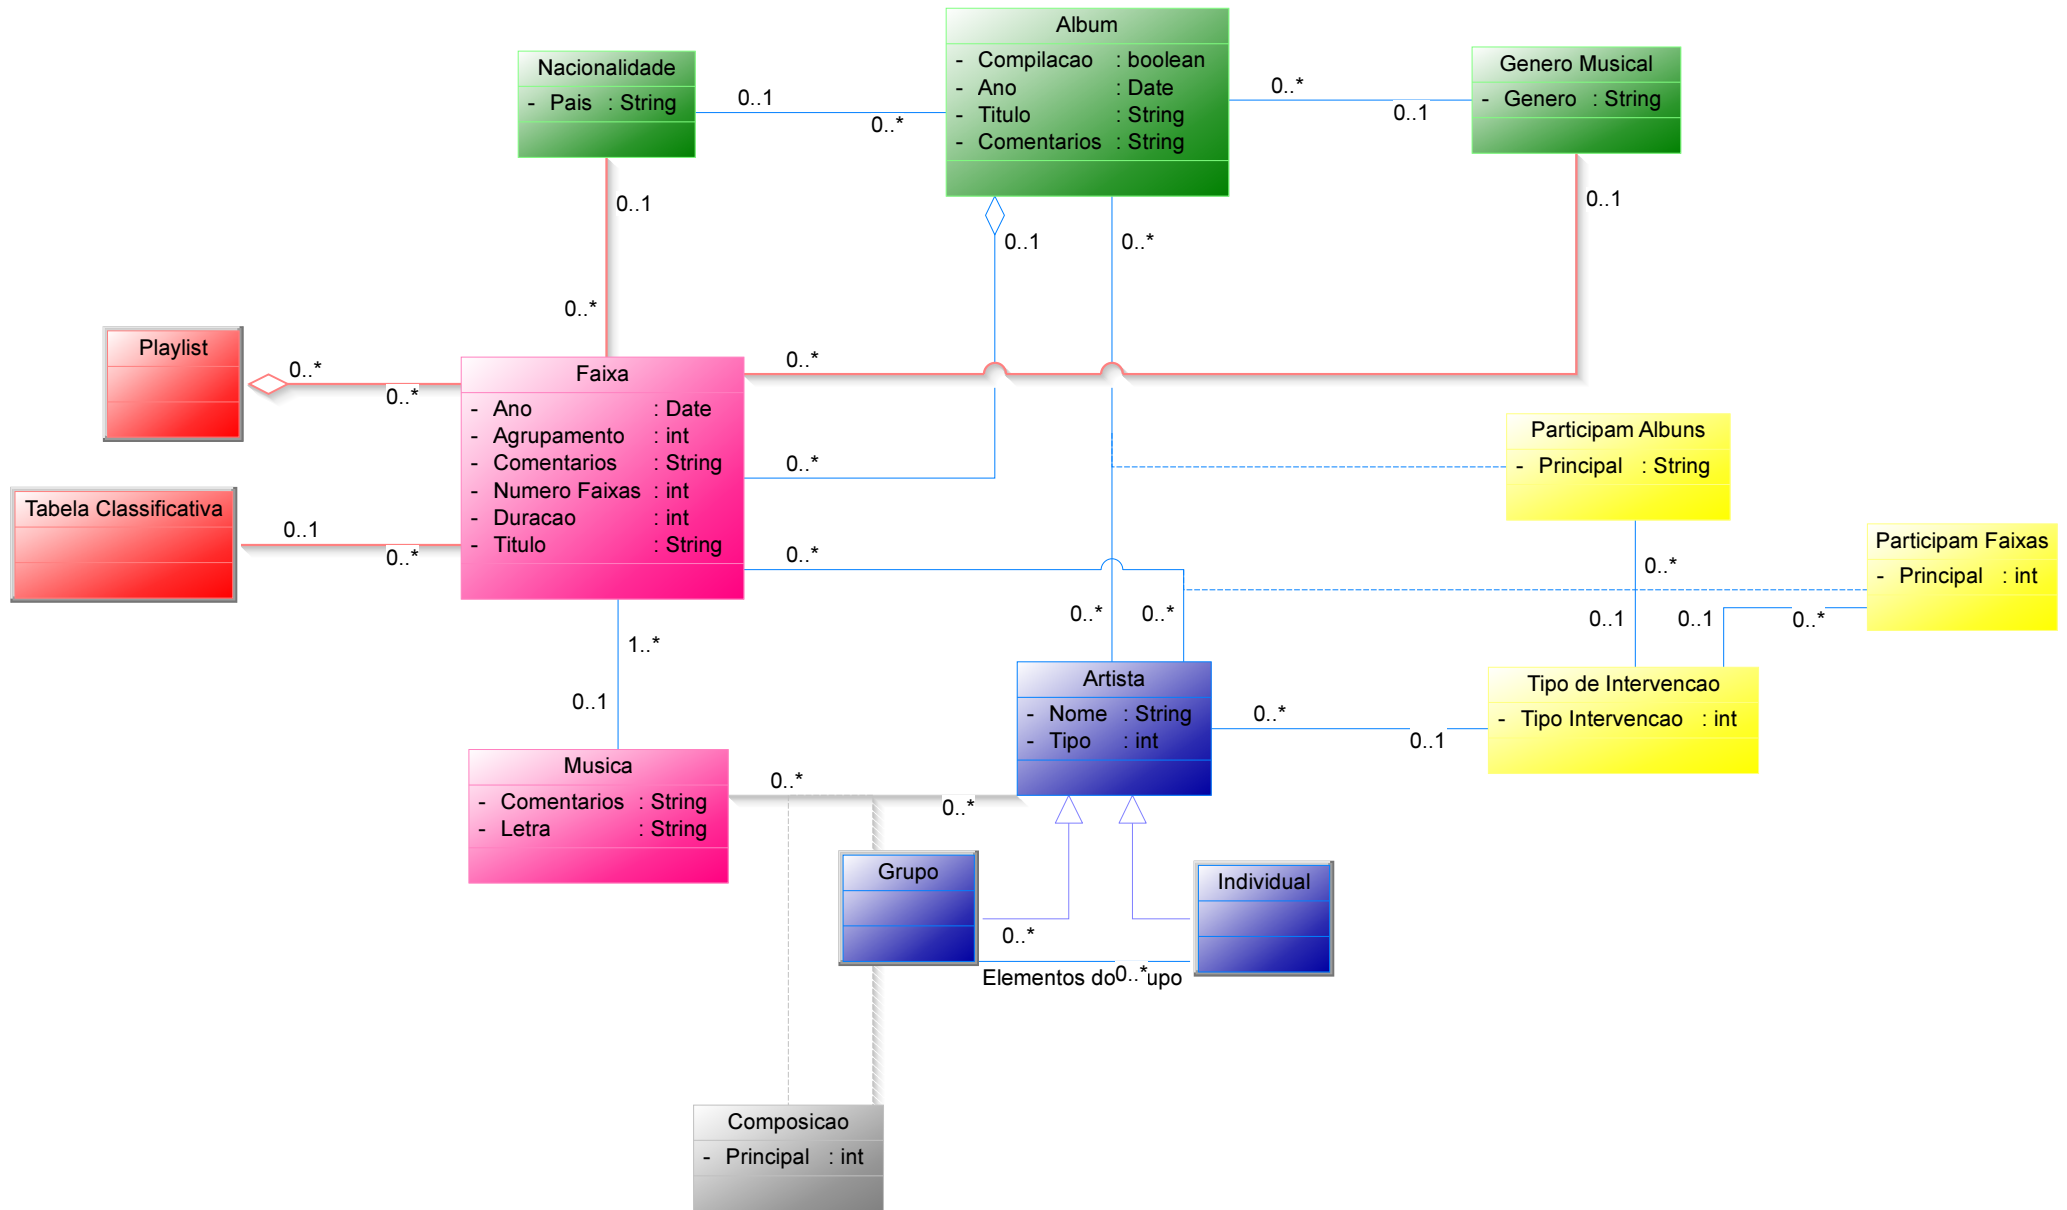 Album
- Compilacao : boolean
- Ano : Date
- Titulo : String
- Comentarios : String
Nacionalidade
- Pais : String
Genero Musical
- Genero : String
0..1
0..*
0..*
0..1
0..1
0..*
0..1
0..*
0..1
0..*
Playlist
0..*
0..*
Faixa
- Ano : Date
- Agrupamento : int
- Comentarios : String
- Numero Faixas : int
- Duracao : int
- Titulo : String
0..*
0..*
0..*
Tabela Classificativa
0..1
0..*
Participam Albuns
- Principal : String
Participam Faixas
- Principal : int
0..*
0..1
0..1
0..*
0..*
0..*
1..*
0..1
Artista
- Nome : String
- Tipo : int
0..*
0..1
Tipo de Intervencao
- Tipo Intervencao : int
Musica
- Comentarios : String
- Letra : String
0..*
0..*
Grupo
Individual
0..*
Elementos do 0..* upo
Composicao
- Principal : int